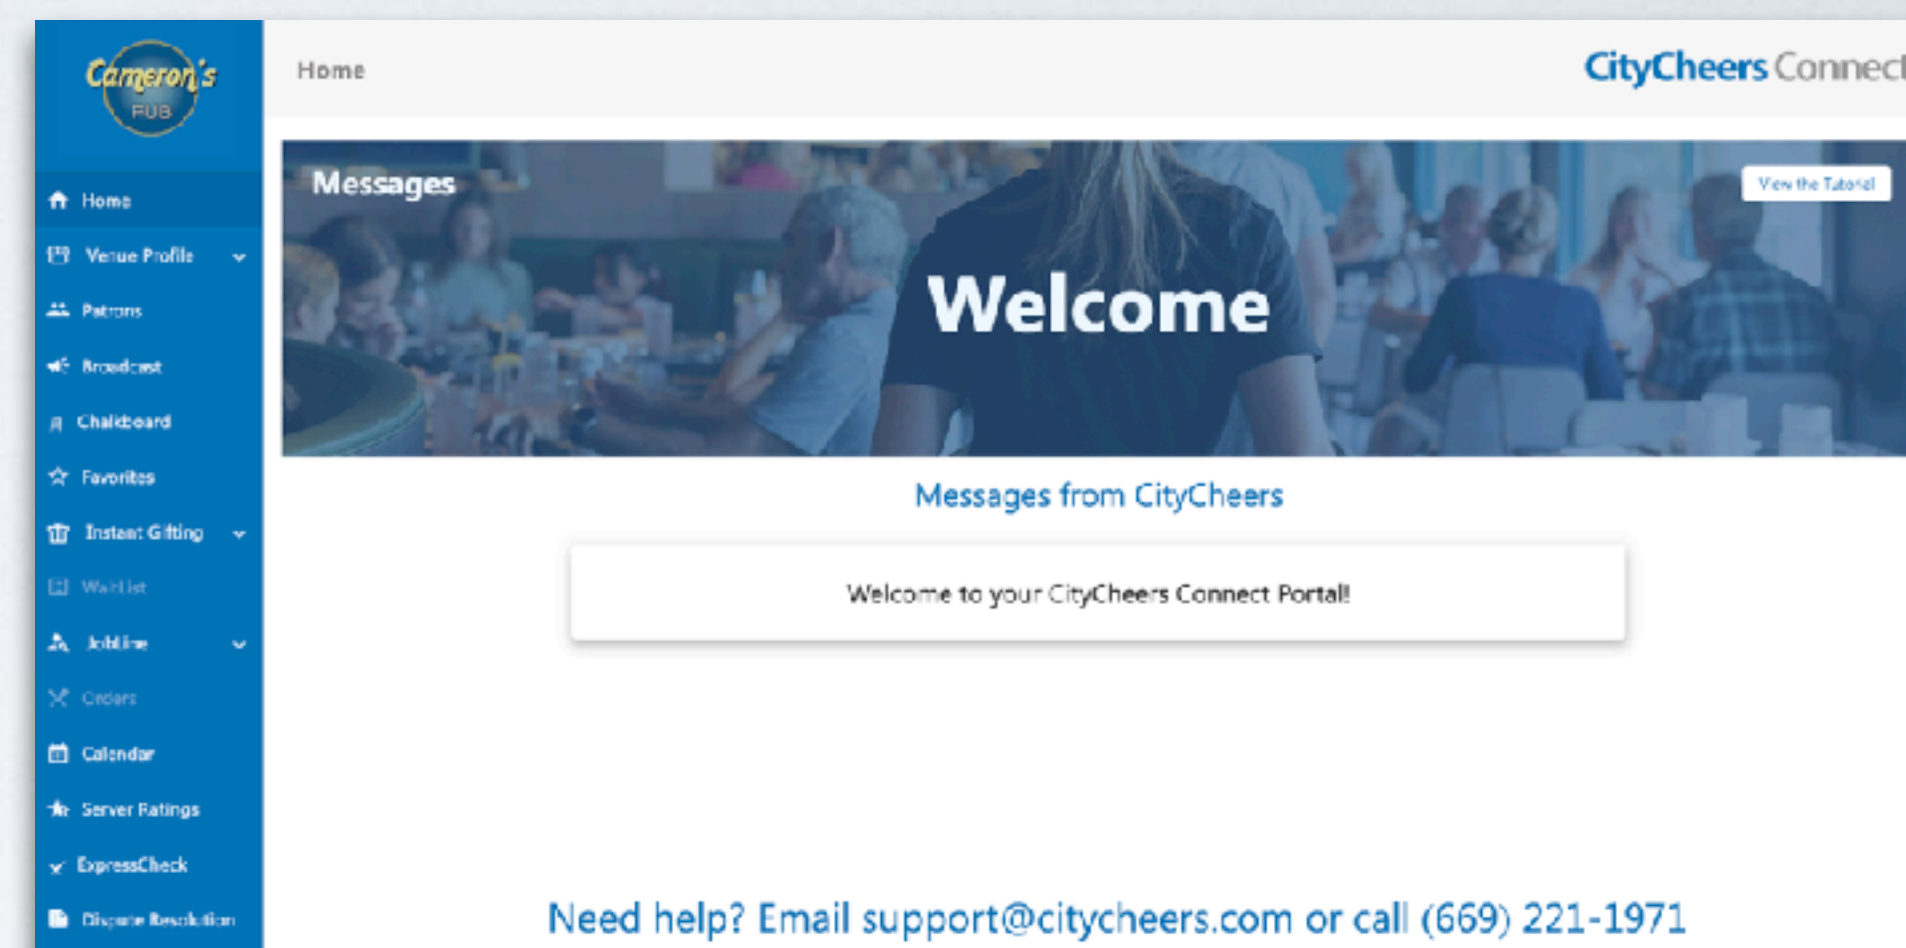 Cameron's
PUB
Home
CityCheers Connect
Messages
View the Tutorial
Welcome
Home
Venue Profile
Patrons
Broadcast
Chalkboard
Favorites
Instant Gifting
Waitlist
JobLine
Orders
Calendar
Server Ratings
ExpressCheck
Dispute Resolution
Messages from CityCheers
Welcome to your CityCheers Connect Portal!
Need help? Email support@citycheers.com or call (669) 221-1971